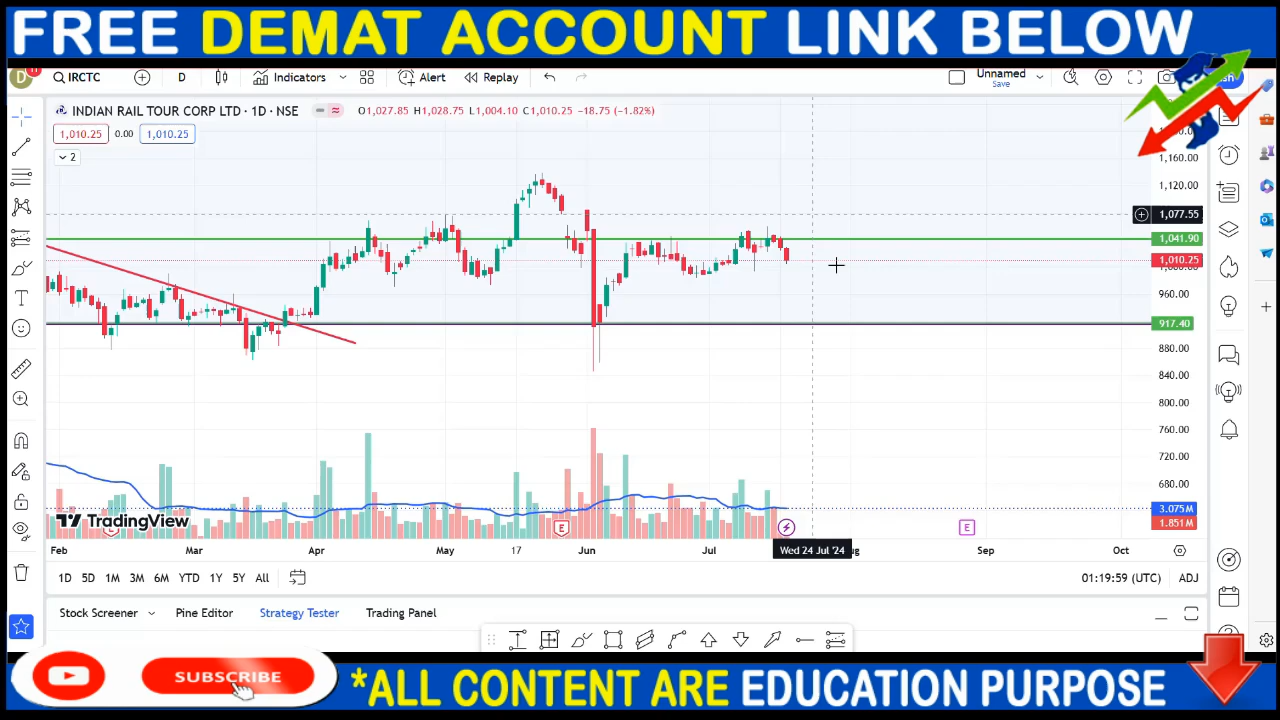 FREE DEMAT ACCOUNT LINK BELOW
D 11 IRCTC D Indicators Alert Replay Unnamed
Save
INDIAN RAIL TOUR CORP LTD · 1D · NSE O1,027.85 H1,028.75 L1,004.10 C1,010.25 -18.75 (-1.82%)
1,010.25 0.00 1,010.25
2
1,160.00
1,120.00
1,077.55
1,041.90
1,010.25
960.00
917.40
880.00
840.00
800.00
760.00
720.00
680.00
3.075M
TradingView
1.851M
E E
Feb Mar Apr May 17 Jun Jul Wed 24 Jul '24 Sep Oct
1D 5D 1M 3M 6M YTD 1Y 5Y All 01:19:59 (UTC) ADJ
Stock Screener Pine Editor Strategy Tester Trading Panel
SUBSCRIBE
*ALL CONTENT ARE EDUCATION PURPOSE